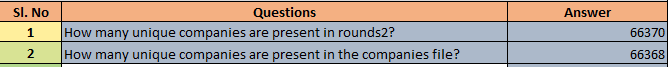 Sl. No Questions Answer
1 How many unique companies are present in rounds2? 66370
2 How many unique companies are present in the companies file? 66368